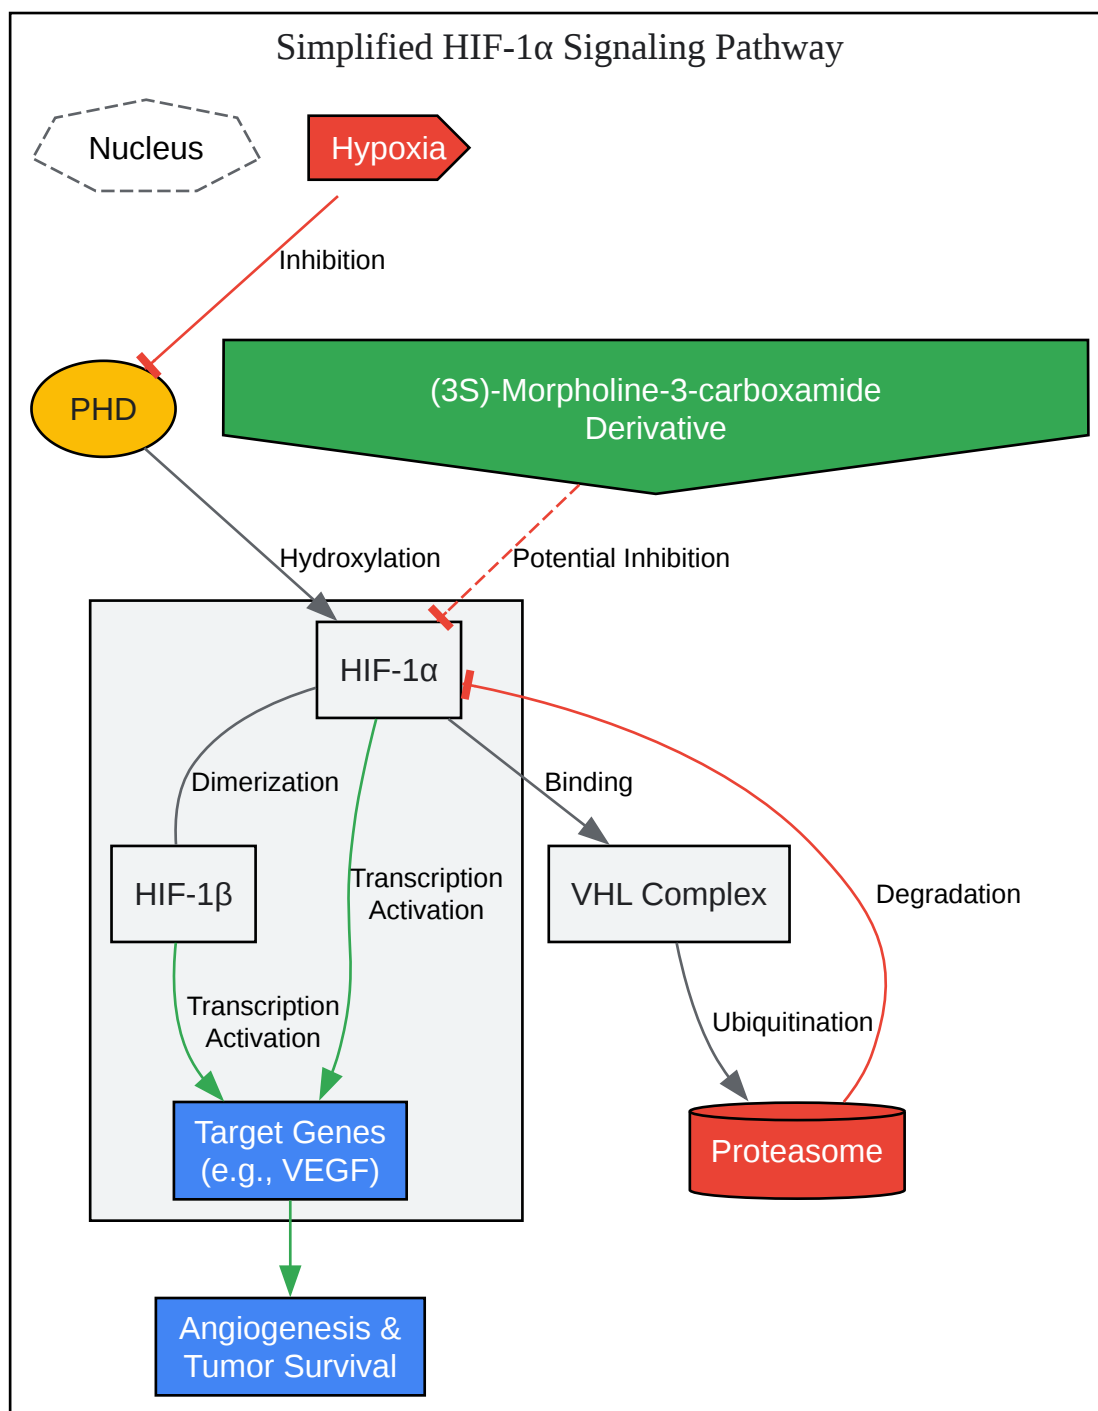 Simplified HIF-1α Signaling Pathway
Nucleus
Hypoxia
Inhibition
PHD
(3S)-Morpholine-3-carboxamide
Derivative
Hydroxylation
Potential Inhibition
HIF-1α
Dimerization
Binding
HIF-1β
Transcription
Activation
VHL Complex
Degradation
Transcription
Activation
Ubiquitination
Target Genes
(e.g., VEGF)
Proteasome
Angiogenesis &
Tumor Survival